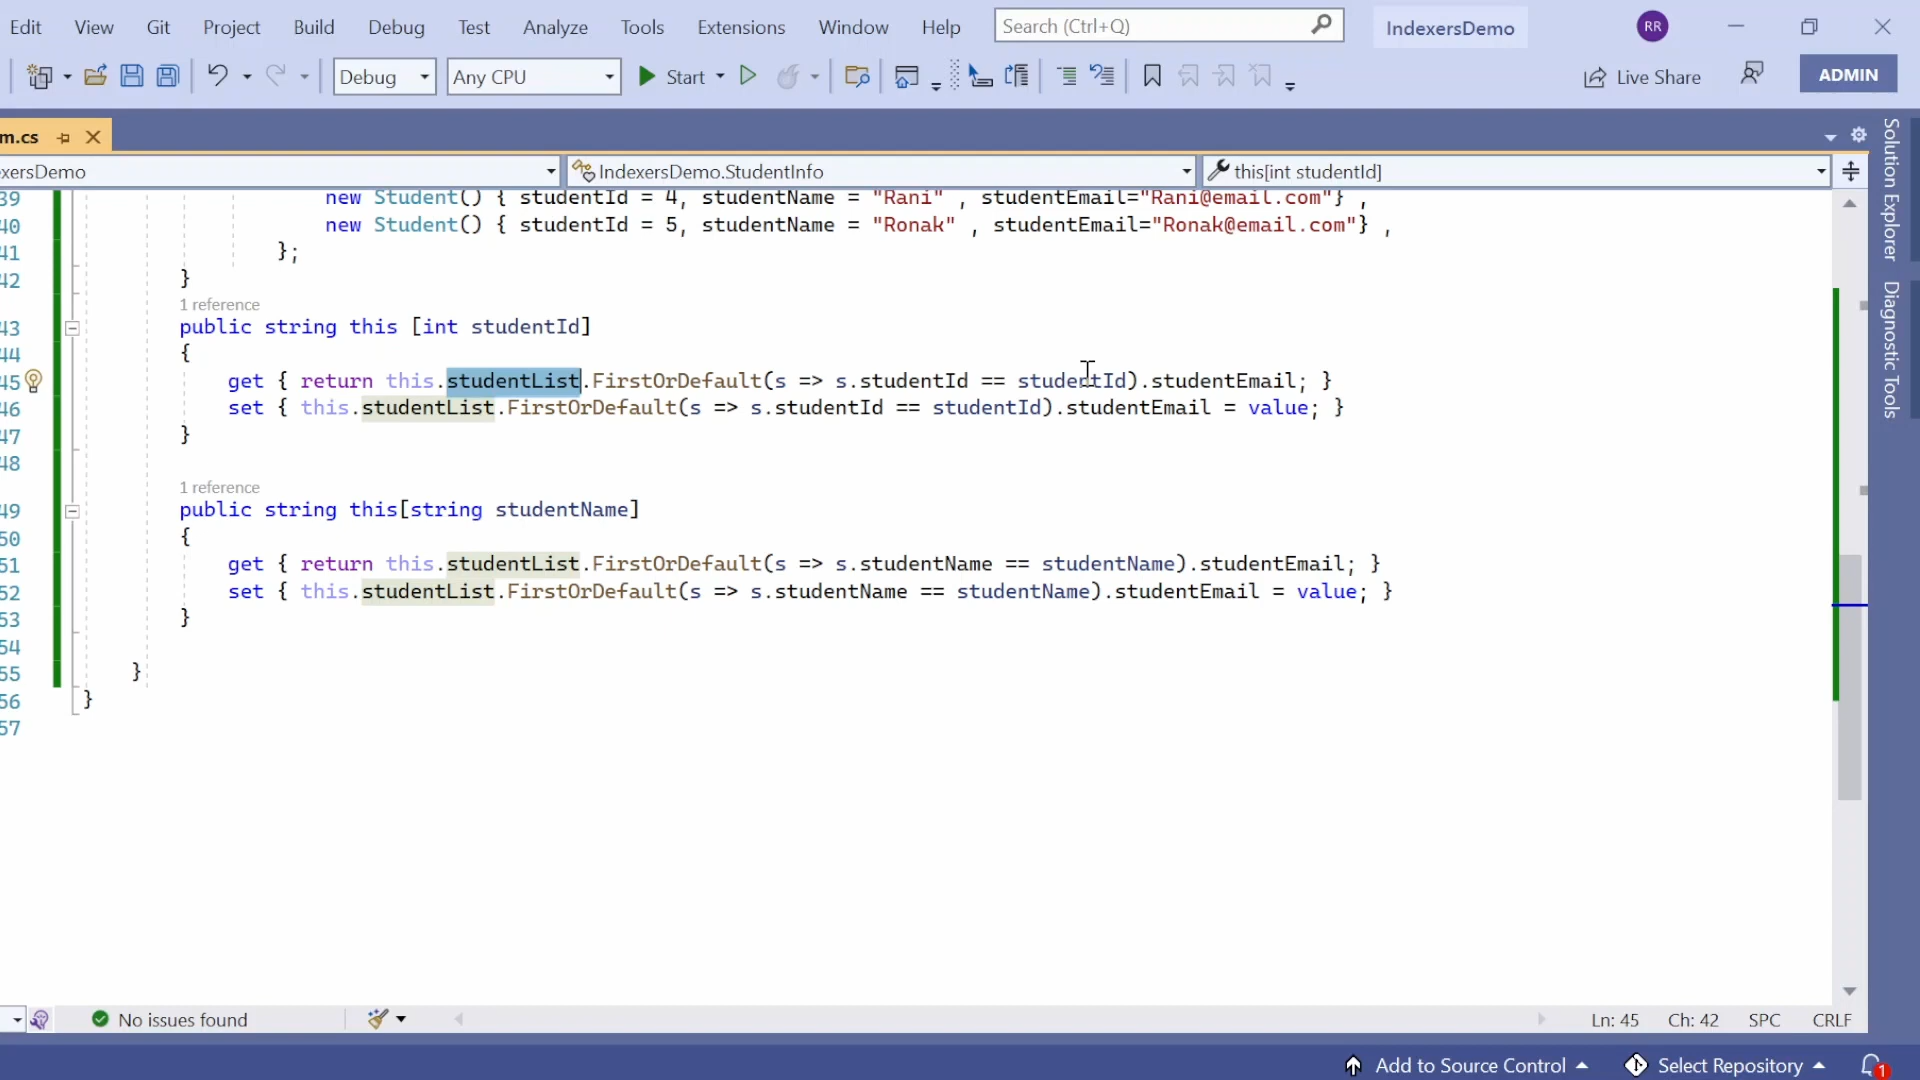 Edit View Git Project Build Debug Test Analyze Tools Extensions Window Help Search (Ctrl+Q) IndexersDemo RR
Debug Any CPU Start Live Share ADMIN
m.cs
exersDemo IndexersDemo.StudentInfo this[int studentId]
39 new Student() { studentId = 4, studentName = "Rani" , studentEmail="Rani@email.com"} ,
40 new Student() { studentId = 5, studentName = "Ronak" , studentEmail="Ronak@email.com"} ,
41 };
42 }
1 reference
43 public string this [int studentId]
44 {
45 get { return this.studentList.FirstOrDefault(s => s.studentId == studentId).studentEmail; }
46 set { this.studentList.FirstOrDefault(s => s.studentId == studentId).studentEmail = value; }
47 }
48
1 reference
49 public string this[string studentName]
50 {
51 get { return this.studentList.FirstOrDefault(s => s.studentName == studentName).studentEmail; }
52 set { this.studentList.FirstOrDefault(s => s.studentName == studentName).studentEmail = value; }
53 }
54
55 }
56 }
57
Solution Explorer
Diagnostic Tools
No issues found Ln: 45 Ch: 42 SPC CRLF
Add to Source Control Select Repository 1